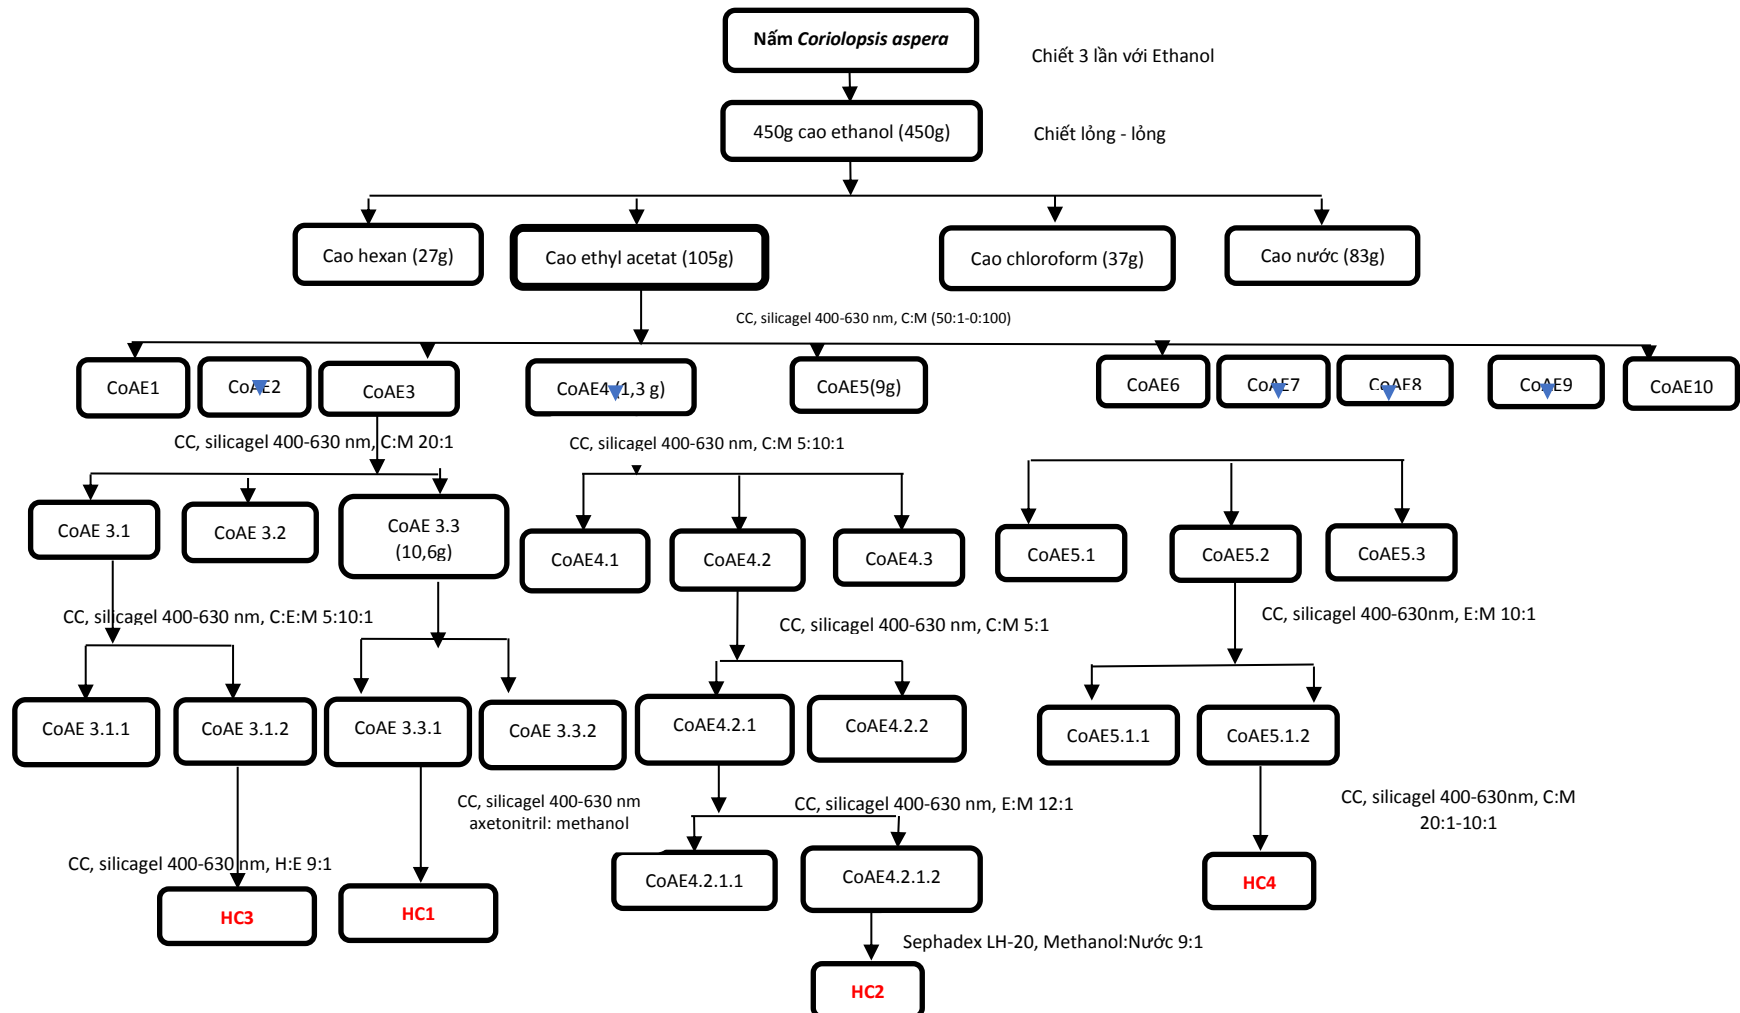 Nấm Coriolopsis aspera
Chiết 3 lần với Ethanol
450g cao ethanol (450g)
Chiết lỏng - lỏng
Cao hexan (27g)
Cao ethyl acetat (105g)
Cao chloroform (37g)
Cao nước (83g)
CC, silicagel 400-630 nm, C:M (50:1-0:100)
CoAE1
CoAE2
CoAE3
CoAE4 (1,3 g)
CoAE5(9g)
CoAE6
CoAE7
CoAE8
CoAE9
CoAE10
CC, silicagel 400-630 nm, C:M 20:1
CC, silicagel 400-630 nm, C:M 5:10:1
CoAE 3.1
CoAE 3.2
CoAE 3.3
(10,6g)
CoAE4.1
CoAE4.2
CoAE4.3
CoAE5.1
CoAE5.2
CoAE5.3
CC, silicagel 400-630 nm, C:E:M 5:10:1
CC, silicagel 400-630 nm, C:M 5:1
CC, silicagel 400-630nm, E:M 10:1
CoAE 3.1.1
CoAE 3.1.2
CoAE 3.3.1
CoAE 3.3.2
CoAE4.2.1
CoAE4.2.2
CoAE5.1.1
CoAE5.1.2
CC, silicagel 400-630 nm
axetonitril: methanol
CC, silicagel 400-630 nm, E:M 12:1
CC, silicagel 400-630nm, C:M
20:1-10:1
CC, silicagel 400-630 nm, H:E 9:1
CoAE4.2.1.1
CoAE4.2.1.2
HC4
HC3
HC1
Sephadex LH-20, Methanol:Nước 9:1
HC2